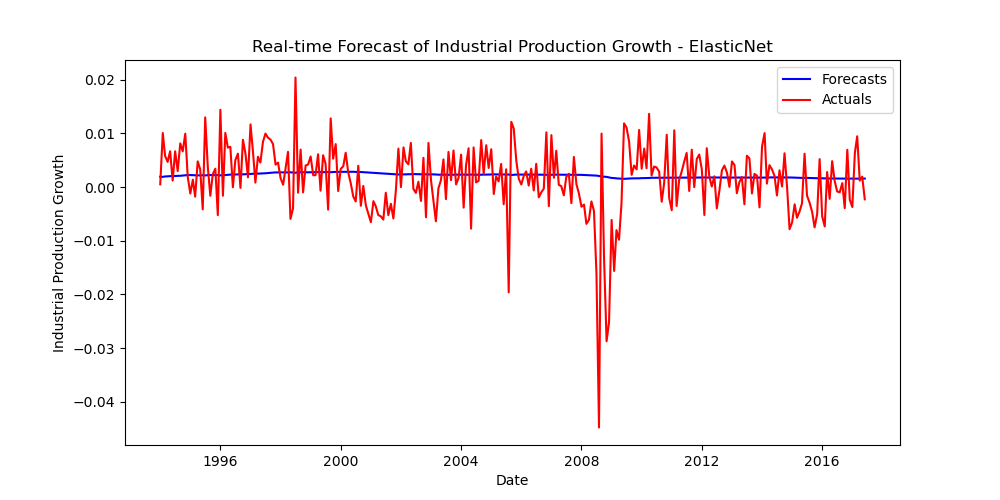 Real-time Forecast of Industrial Production Growth - ElasticNet
Forecasts
Actuals
Industrial Production Growth
0.02
0.01
0.00
−0.01
−0.02
−0.03
−0.04
1996 2000 2004 2008 2012 2016
Date